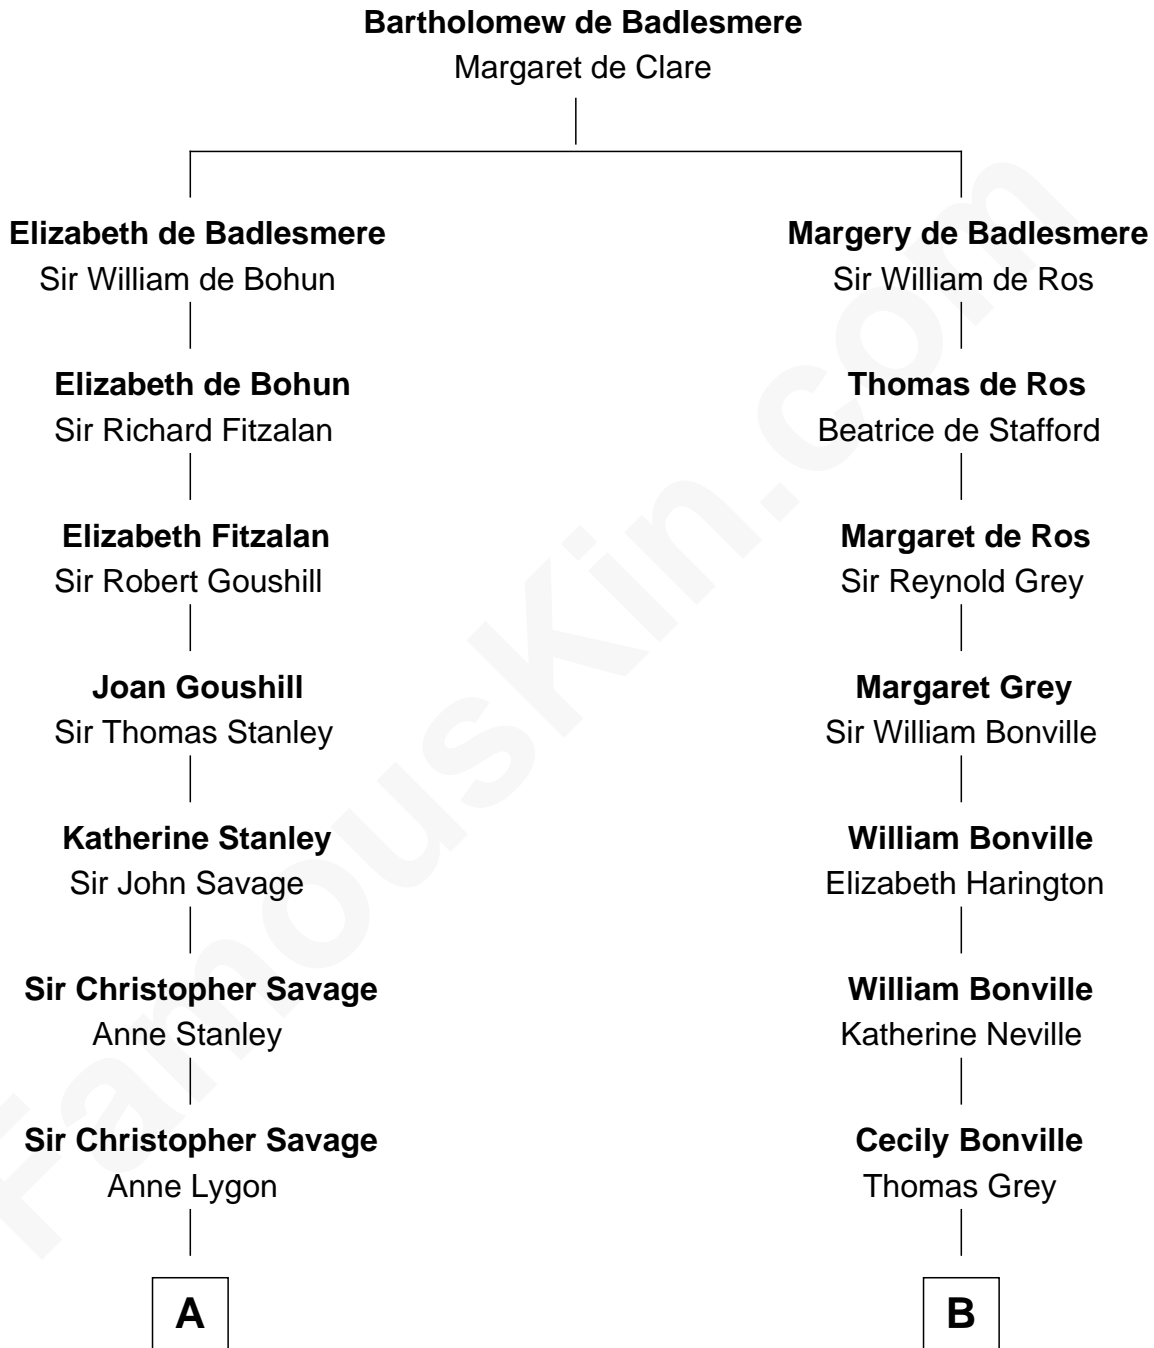 Bartholomew de Badlesmere
Margaret de Clare
Elizabeth de Badlesmere
Sir William de Bohun
Margery de Badlesmere
Sir William de Ros
Elizabeth de Bohun
Sir Richard Fitzalan
Thomas de Ros
Beatrice de Stafford
Elizabeth Fitzalan
Sir Robert Goushill
Margaret de Ros
Sir Reynold Grey
Joan Goushill
Sir Thomas Stanley
Margaret Grey
Sir William Bonville
Katherine Stanley
Sir John Savage
William Bonville
Elizabeth Harington
Sir Christopher Savage
Anne Stanley
William Bonville
Katherine Neville
Sir Christopher Savage
Anne Lygon
Cecily Bonville
Thomas Grey
A
B
FamousKin.com